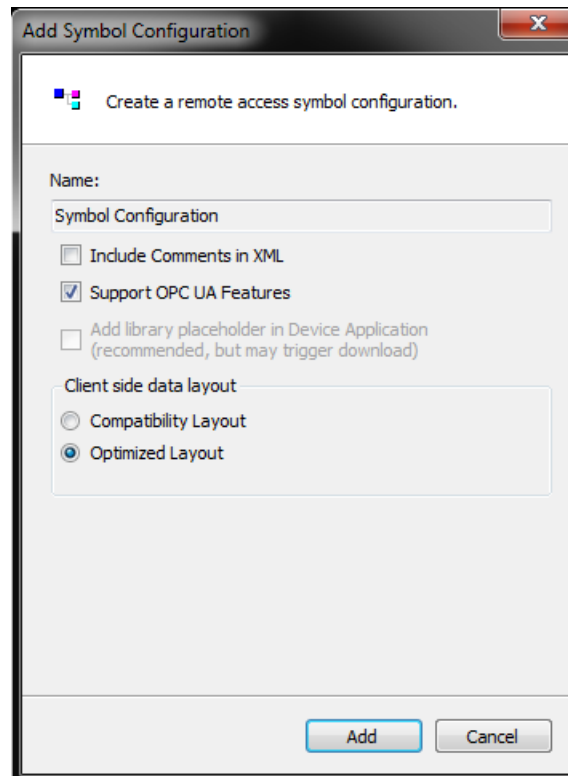 Add Symbol Configuration
Create a remote access symbol configuration.
Name:
Symbol Configuration
Include Comments in XML
Support OPC UA Features
Add library placeholder in Device Application
(recommended, but may trigger download)
Client side data layout
Compatibility Layout
Optimized Layout
Add
Cancel